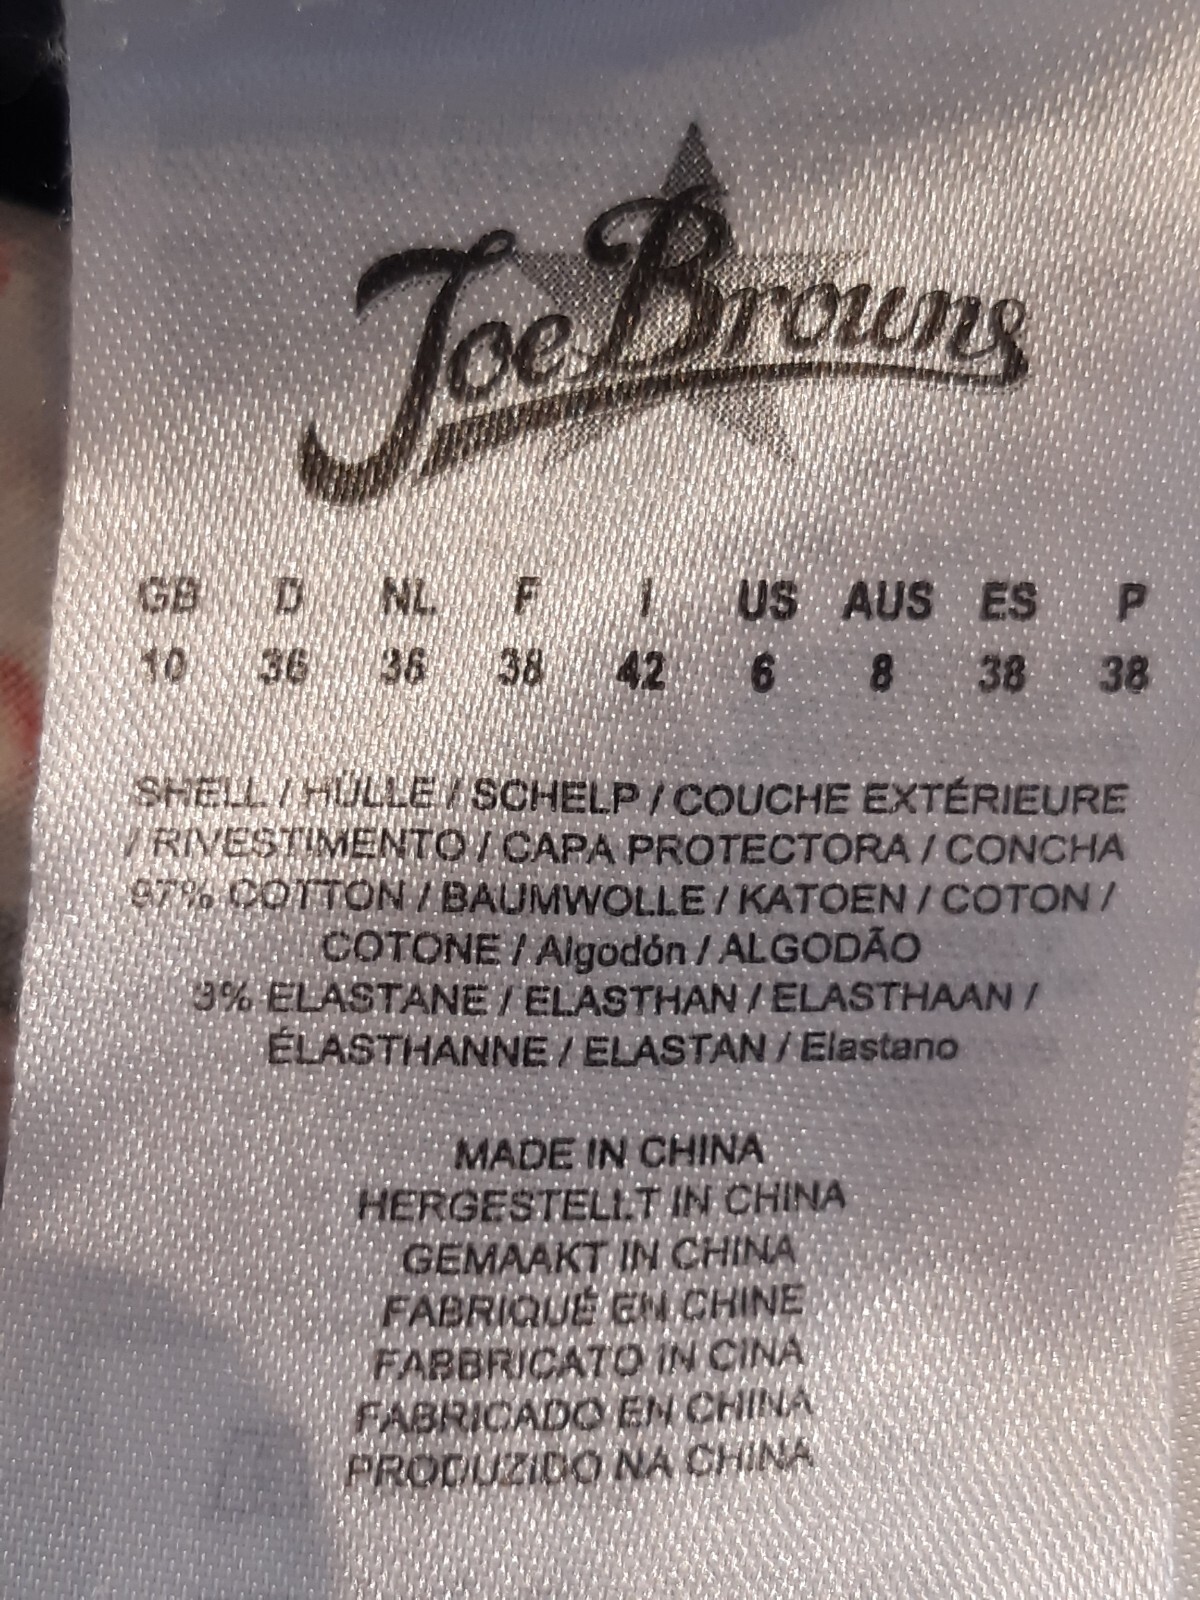 Joe Browns
GB D NL F I US AUS ES P
10 36 36 38 42 6 8 38 38
SHELL / HÜLLE / SCHELP / COUCHE EXTÉRIEURE
/ RIVESTIMENTO / CAPA PROTECTORA / CONCHA
97% COTTON / BAUMWOLLE / KATOEN / COTON /
COTONE / Algodón / ALGODÃO
3% ELASTANE / ELASTHAN / ELASTHAAN /
ÉLASTHANNE / ELASTAN / Elastano
MADE IN CHINA
HERGESTELLT IN CHINA
GEMAAKT IN CHINA
FABRIQUÉ EN CHINE
FABBRICATO IN CINA
FABRICADO EN CHINA
PRODUZIDO NA CHINA